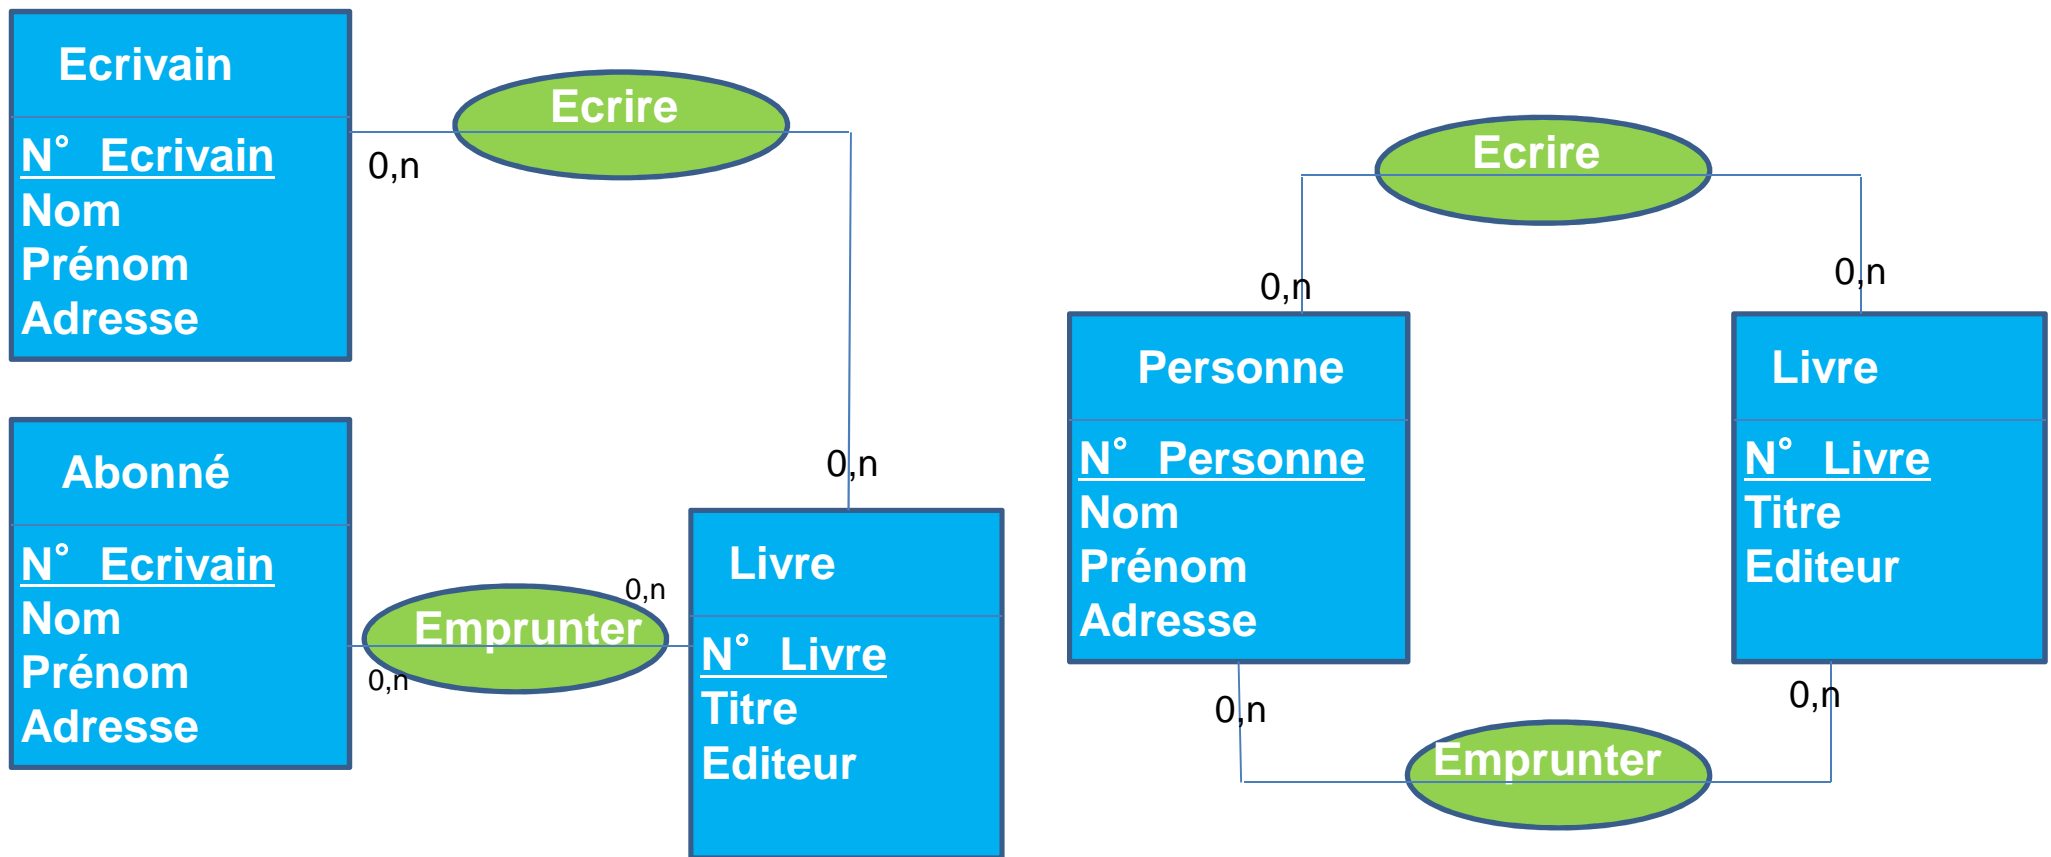 Ecrivain
N° Ecrivain
Nom
Prénom
Adresse
Ecrire
0,n
0,n
Abonné
N° Ecrivain
Nom
Prénom
Adresse
Emprunter
0,n
0,n
Livre
N° Livre
Titre
Editeur
Ecrire
0,n
0,n
Personne
N° Personne
Nom
Prénom
Adresse
Livre
N° Livre
Titre
Editeur
0,n
0,n
Emprunter